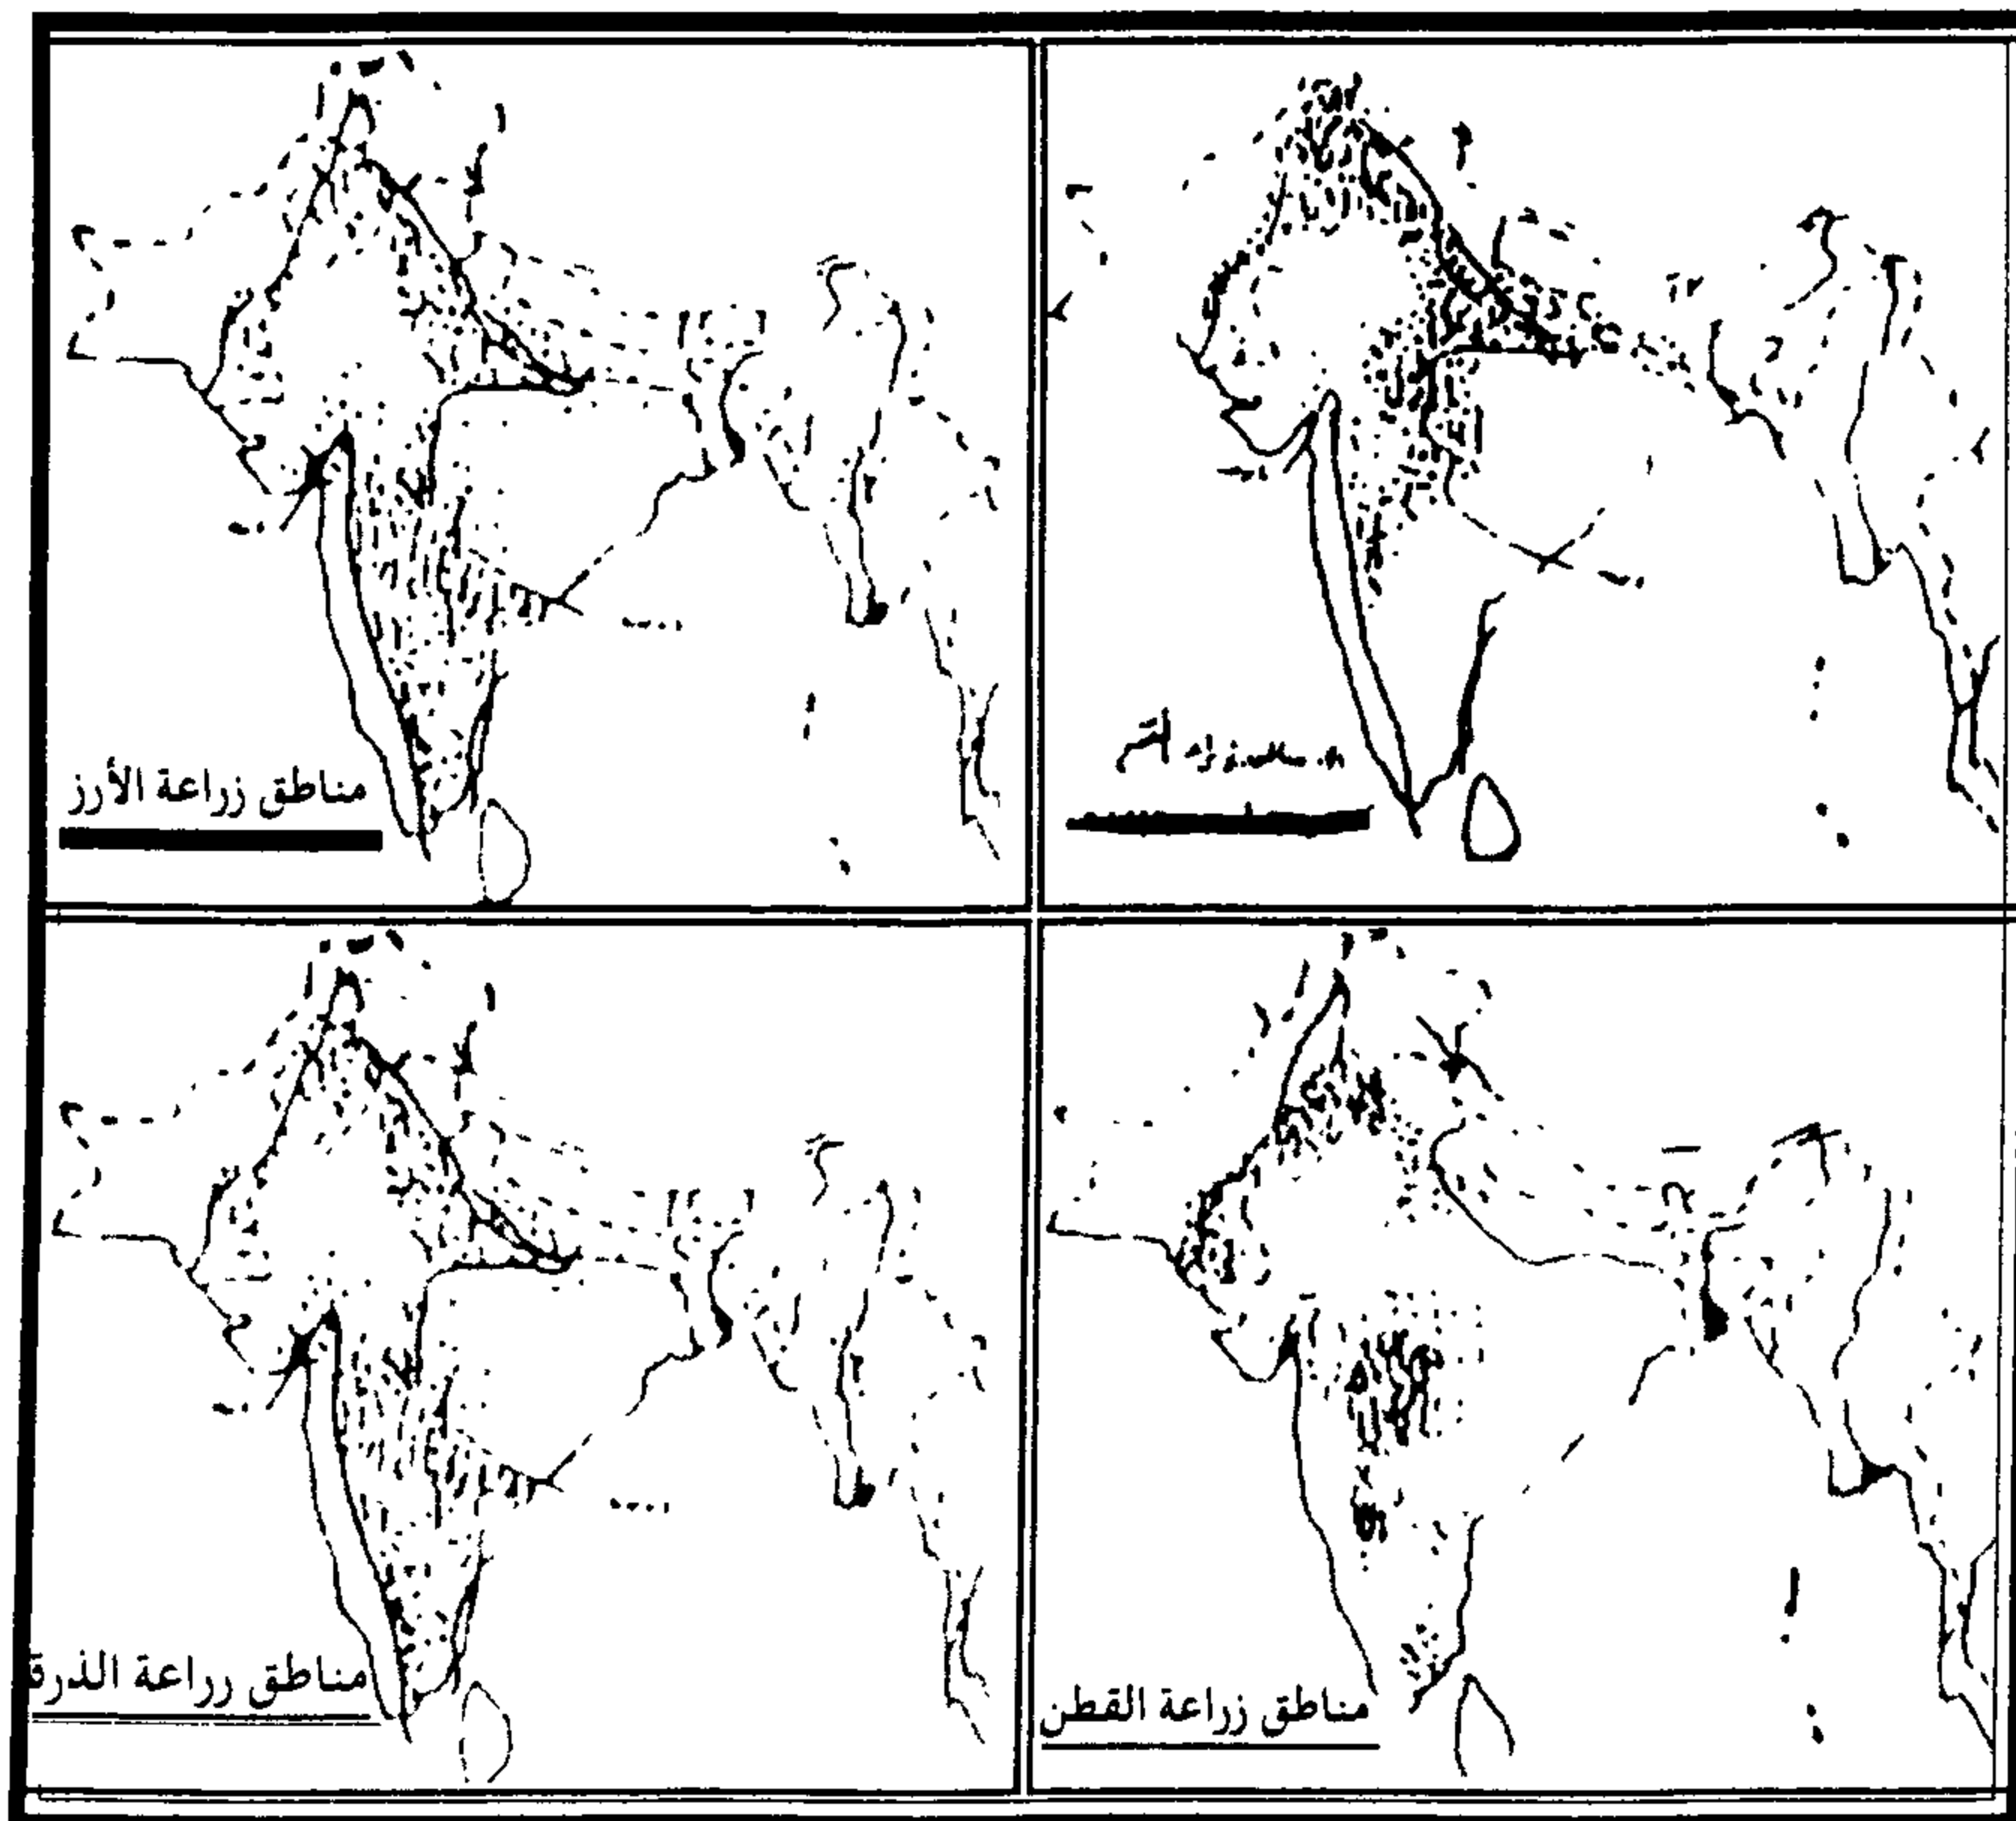 مناطق زراعة الأرز
مناطق زراعة القطن
مناطق رراعة الذرة